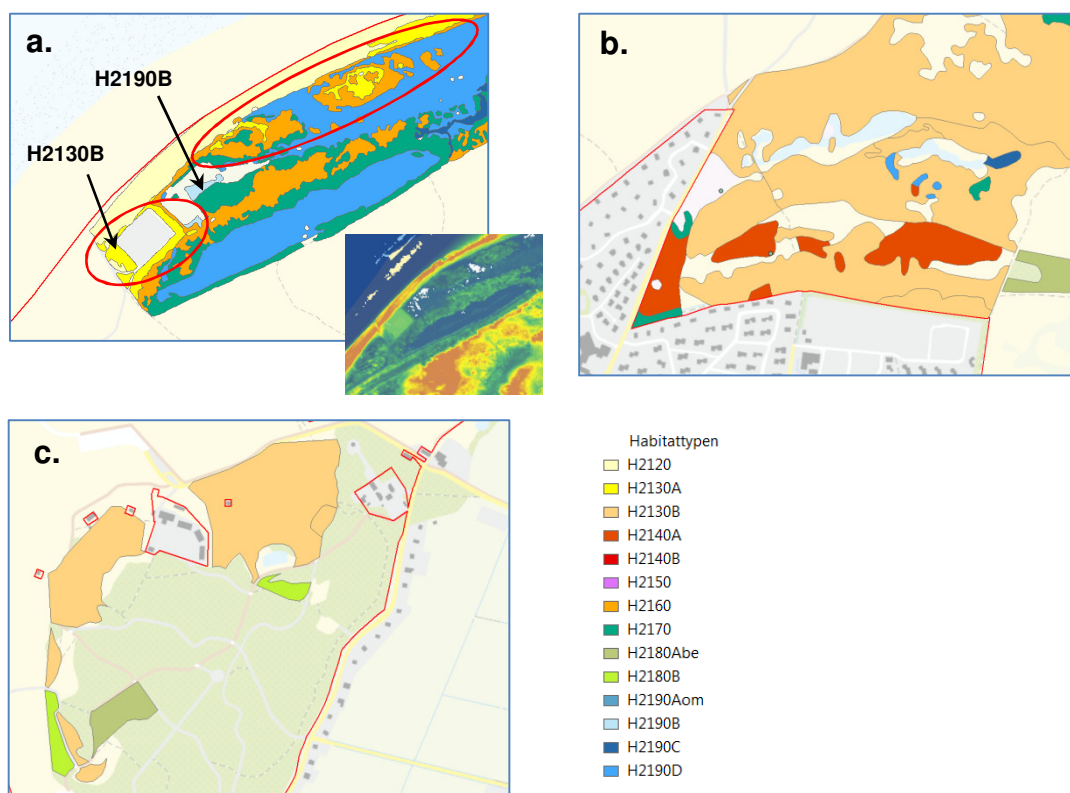 a.
H2190B
H2130B
b.
c.
Habitattypen
H2120
H2130A
H2130B
H2140A
H2140B
H2150
H2160
H2170
H2180Abe
H2180B
H2190Aom
H2190B
H2190C
H2190D